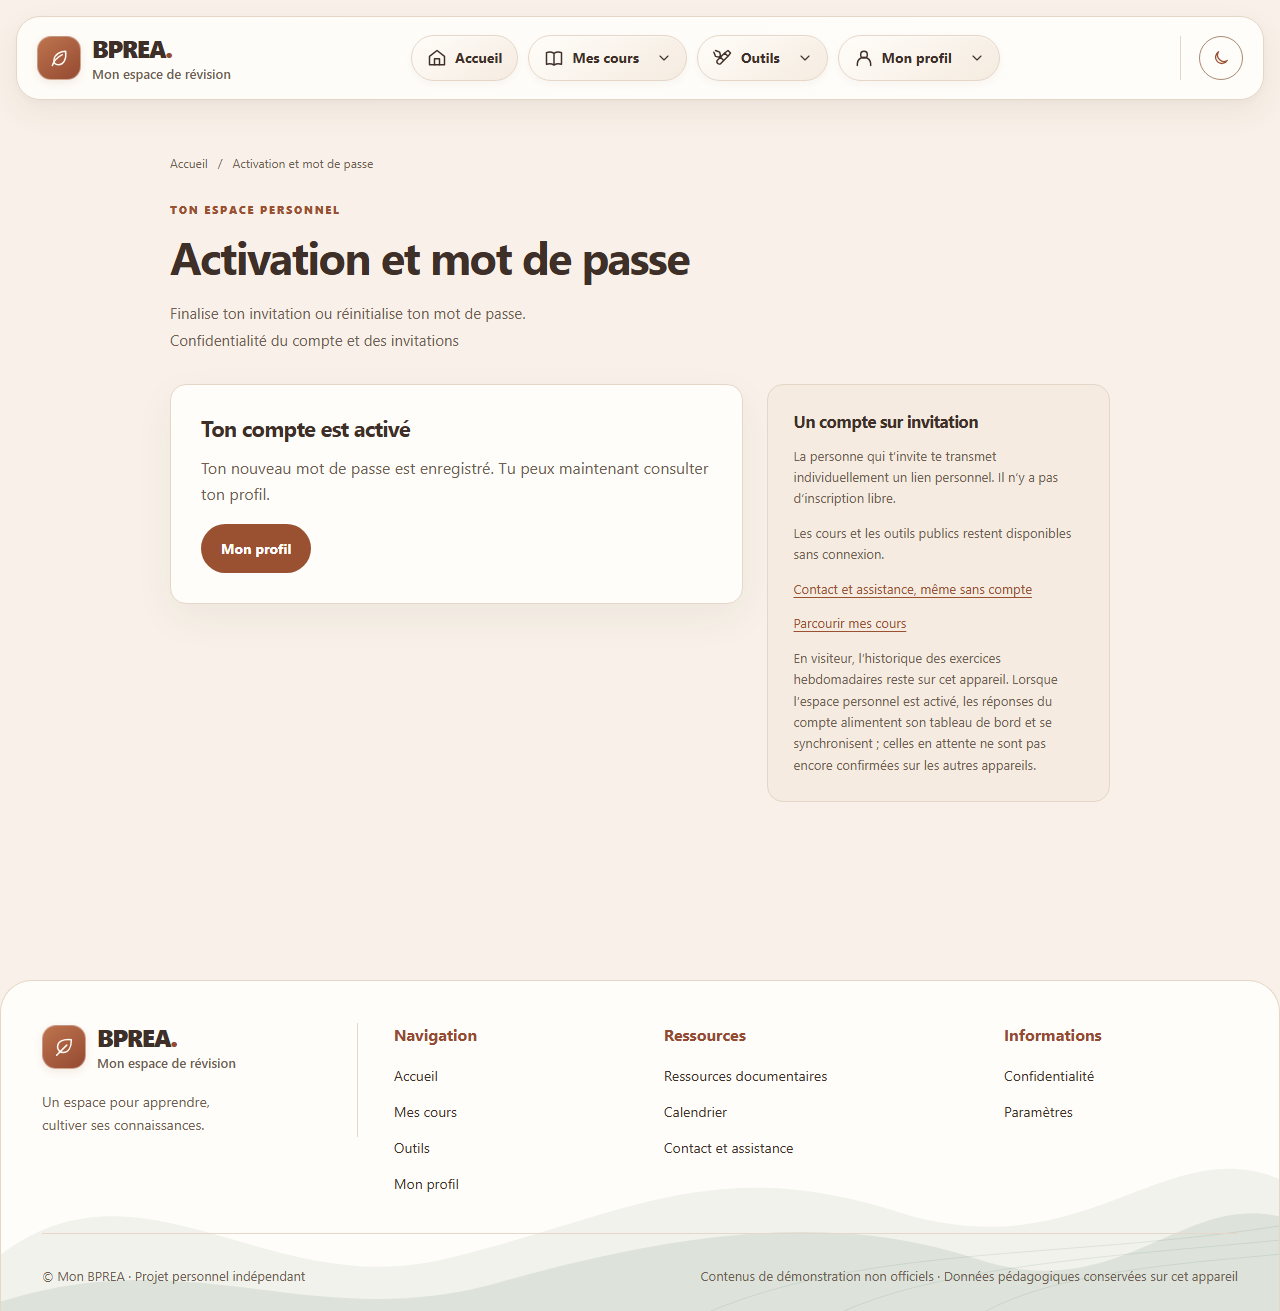 BPREA.
Mon espace de révision
Accueil
Mes cours
Outils
Mon profil
Accueil / Activation et mot de passe
TON ESPACE PERSONNEL
Activation et mot de passe
Finalise ton invitation ou réinitialise ton mot de passe.
Confidentialité du compte et des invitations
Ton compte est activé
Ton nouveau mot de passe est enregistré. Tu peux maintenant consulter
ton profil.
Mon profil
Un compte sur invitation
La personne qui t’invite te transmet
individuellement un lien personnel. Il n’y a pas
d’inscription libre.
Les cours et les outils publics restent disponibles
sans connexion.
Contact et assistance, même sans compte
Parcourir mes cours
En visiteur, l’historique des exercices
hebdomadaires reste sur cet appareil. Lorsque
l’espace personnel est activé, les réponses du
compte alimentent son tableau de bord et se
synchronisent ; celles en attente ne sont pas
encore confirmées sur les autres appareils.
BPREA.
Mon espace de révision
Un espace pour apprendre,
cultiver ses connaissances.
Navigation
Accueil
Mes cours
Outils
Mon profil
Ressources
Ressources documentaires
Calendrier
Contact et assistance
Informations
Confidentialité
Paramètres
© Mon BPREA · Projet personnel indépendant
Contenus de démonstration non officiels · Données pédagogiques conservées sur cet appareil